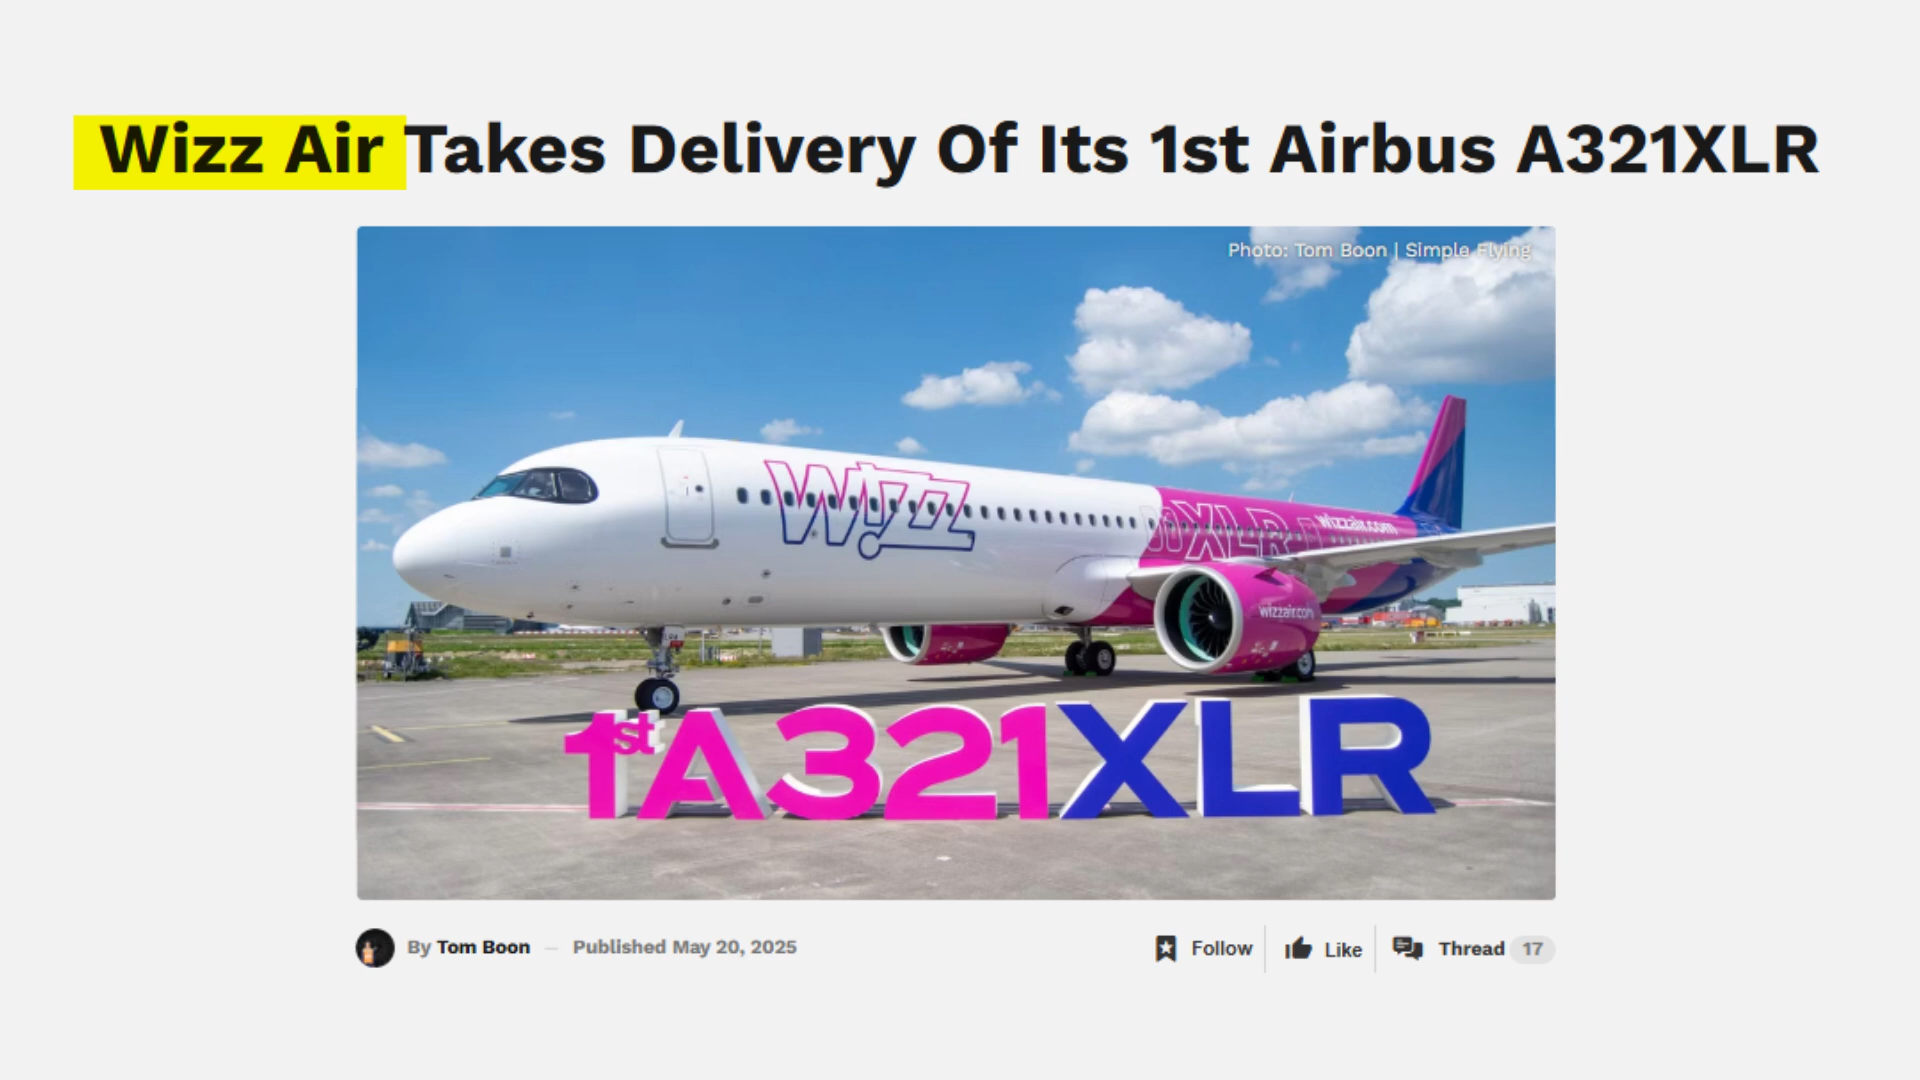 Wizz Air Takes Delivery Of Its 1st Airbus A321XLR
Photo: Tom Boon | Simple Flying
WIZZ
XLR
wizzair.com
wizzair.com
1st A321XLR
By Tom Boon — Published May 20, 2025
Follow
Like
Thread 17